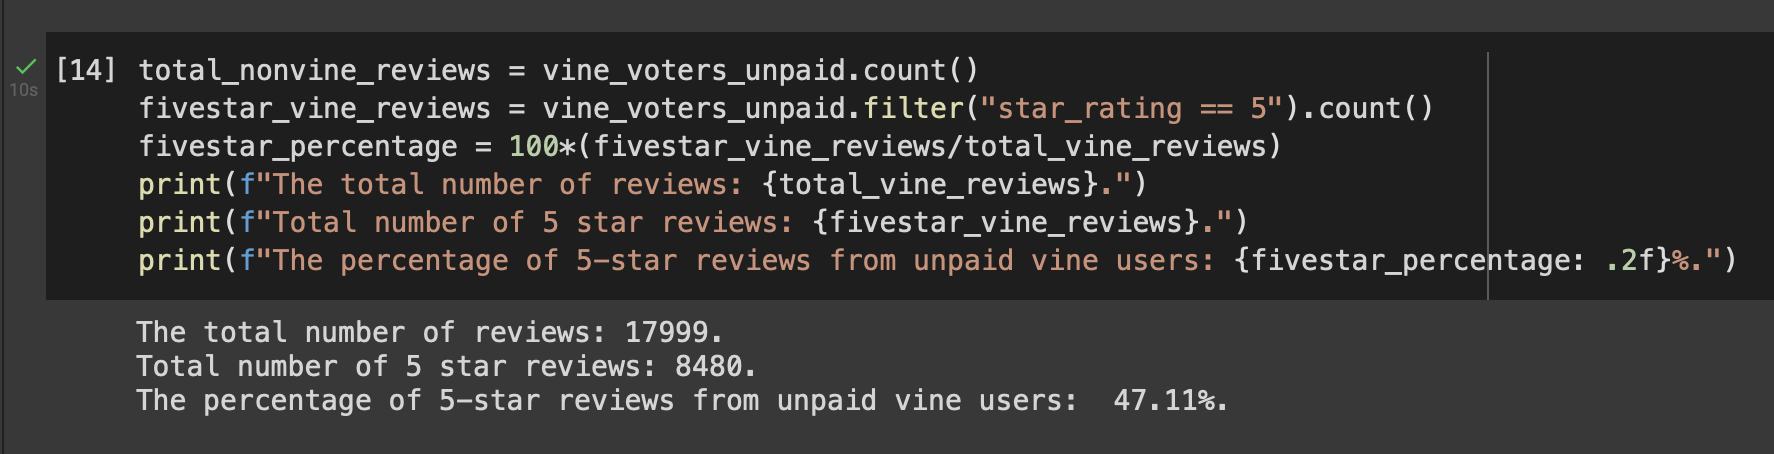 [14] total_nonvine_reviews = vine_voters_unpaid.count()
10s
fivestar_vine_reviews = vine_voters_unpaid.filter("star_rating == 5").count()
fivestar_percentage = 100*(fivestar_vine_reviews/total_vine_reviews)
print(f"The total number of reviews: {total_vine_reviews}.")
print(f"Total number of 5 star reviews: {fivestar_vine_reviews}.")
print(f"The percentage of 5-star reviews from unpaid vine users: {fivestar_percentage: .2f}%.")
The total number of reviews: 17999.
Total number of 5 star reviews: 8480.
The percentage of 5-star reviews from unpaid vine users:  47.11%.